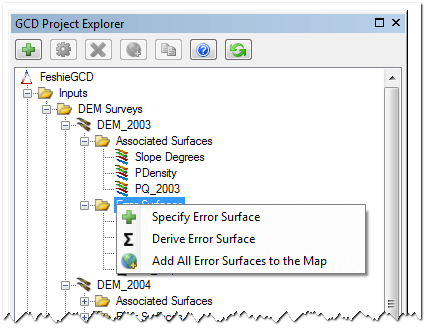 GCD Project Explorer
FeshieGCD
Inputs
DEM Surveys
DEM_2003
Associated Surfaces
Slope Degrees
PDensity
PQ_2003
Error Surfaces
Specify Error Surface
Derive Error Surface
Add All Error Surfaces to the Map
DEM_2004
Associated Surfaces